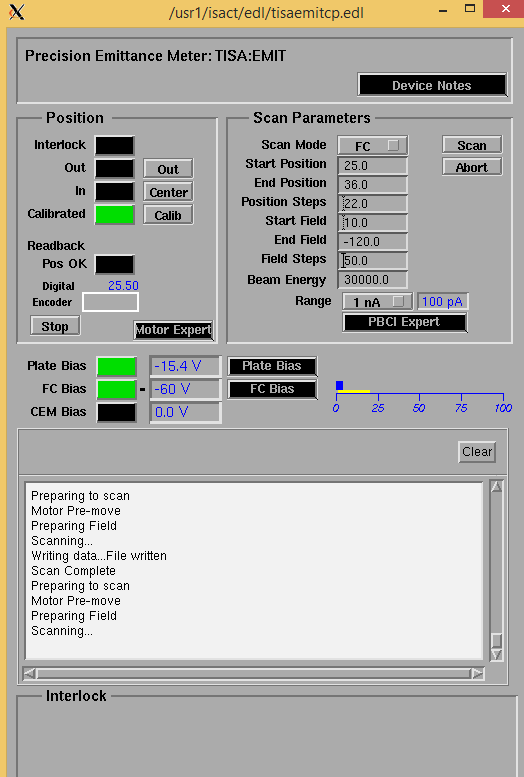 /usr1/isact/edl/tisaemitcp.edl
Precision Emittance Meter: TISA:EMIT
Device Notes
Position
Interlock
Out Out
In Center
Calibrated Calib
Readback
Pos OK
Digital 25.50
Encoder
Stop Motor Expert
Scan Parameters
Scan Mode FC Scan
Start Position 25.0 Abort
End Position 36.0
Position Steps 22.0
Start Field 10.0
End Field -120.0
Field Steps 50.0
Beam Energy 30000.0
Range 1 nA 100 pA
PBCI Expert
Plate Bias -15.4 V Plate Bias
FC Bias - -60 V FC Bias
CEM Bias 0.0 V
0 25 50 75 100
Clear
Preparing to scan
Motor Pre-move
Preparing Field
Scanning...
Writing data...File written
Scan Complete
Preparing to scan
Motor Pre-move
Preparing Field
Scanning...
Interlock